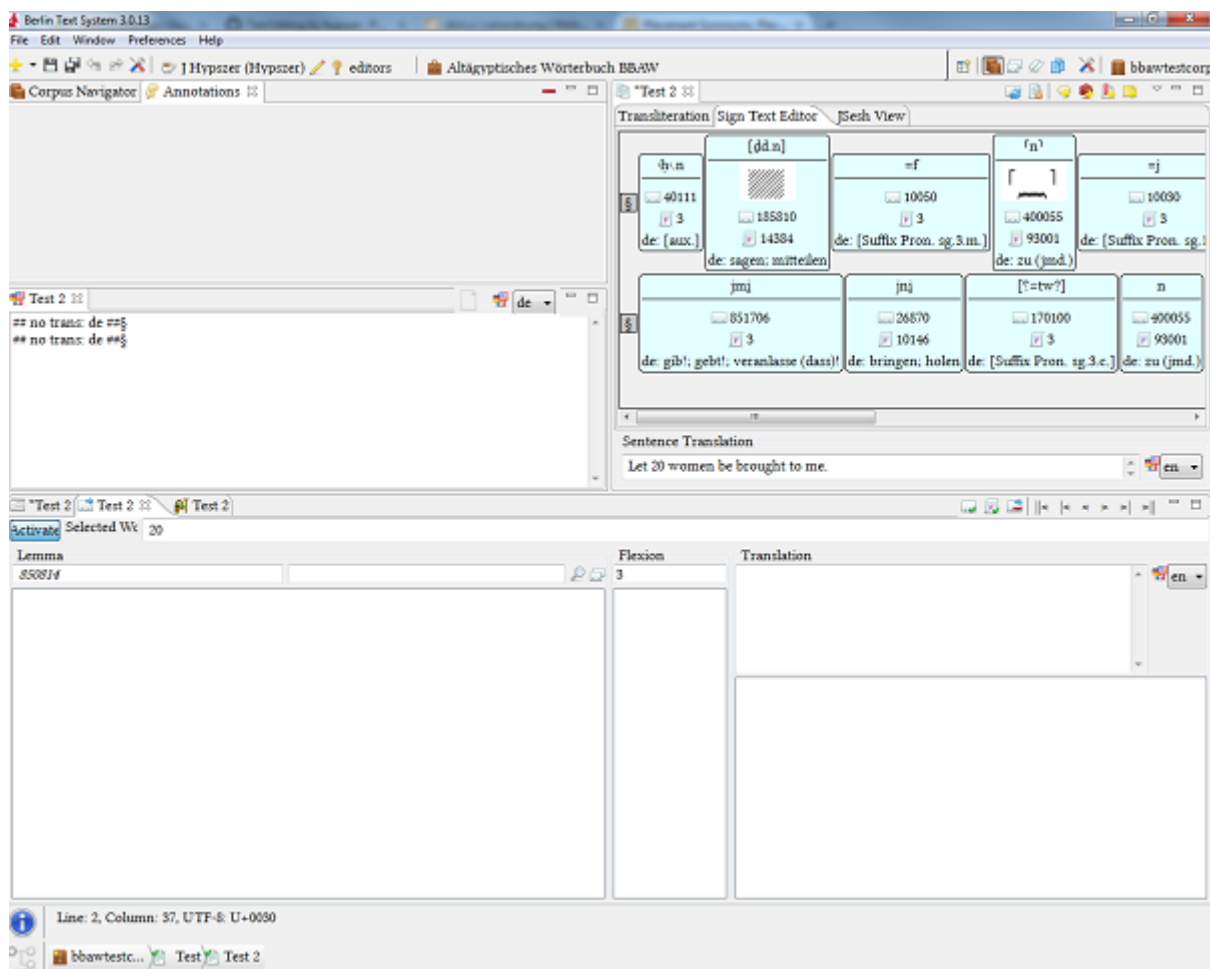 Berlin Text System 3.0.13
File Edit Window Preferences Help
J Hypszer (Hypszer) editors Altägyptisches Wörterbuch BBAW bbawtestcorp
Corpus Navigator Annotations
*Test 2
Transliteration Sign Text Editor JSesh View
§
40111
3
de: [aux.]
[ḏd.n]
185810
14384
de: sagen; mitteilen
=f
10050
3
de: [Suffix Pron. sg.3.m.]
⸢n⸣
400055
93001
de: zu (jmd.)
=j
10030
3
de: [Suffix Pron. sg.1
§
jmj
851706
3
de: gib!; gebt!; veranlasse (dass)!
jnj
26870
10146
de: bringen; holen
170100
3
de: [Suffix Pron. sg.3.c.]
n
400055
93001
de: zu (jmd.)
Sentence Translation
Let 20 women be brought to me.
en
Test 2
de
## no trans: de ##§
## no trans: de ##§
*Test 2 Test 2 Test 2
Activate Selected Wc 20
Lemma Flexion Translation
850814 3
en
Line: 2, Column: 37, UTF-8: U+0030
bbawtestc... Test Test 2